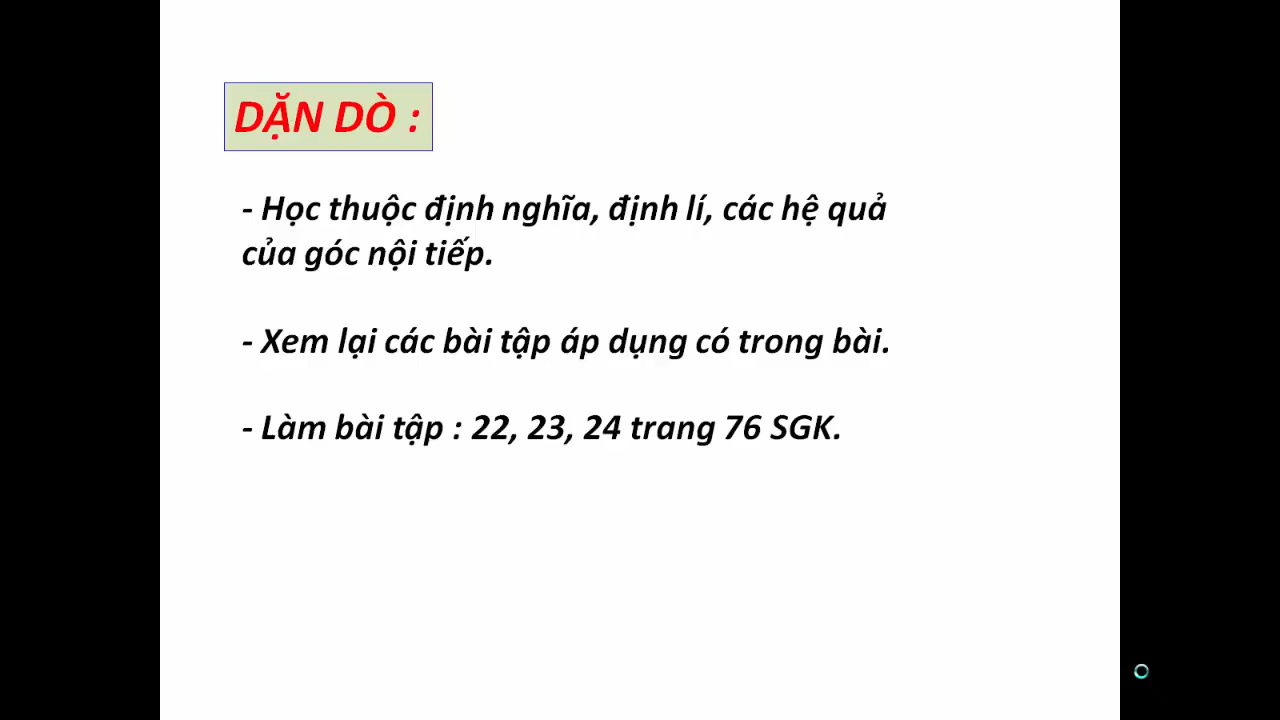 DẶN DÒ :
- Học thuộc định nghĩa, định lí, các hệ quả
của góc nội tiếp.
- Xem lại các bài tập áp dụng có trong bài.
- Làm bài tập : 22, 23, 24 trang 76 SGK.